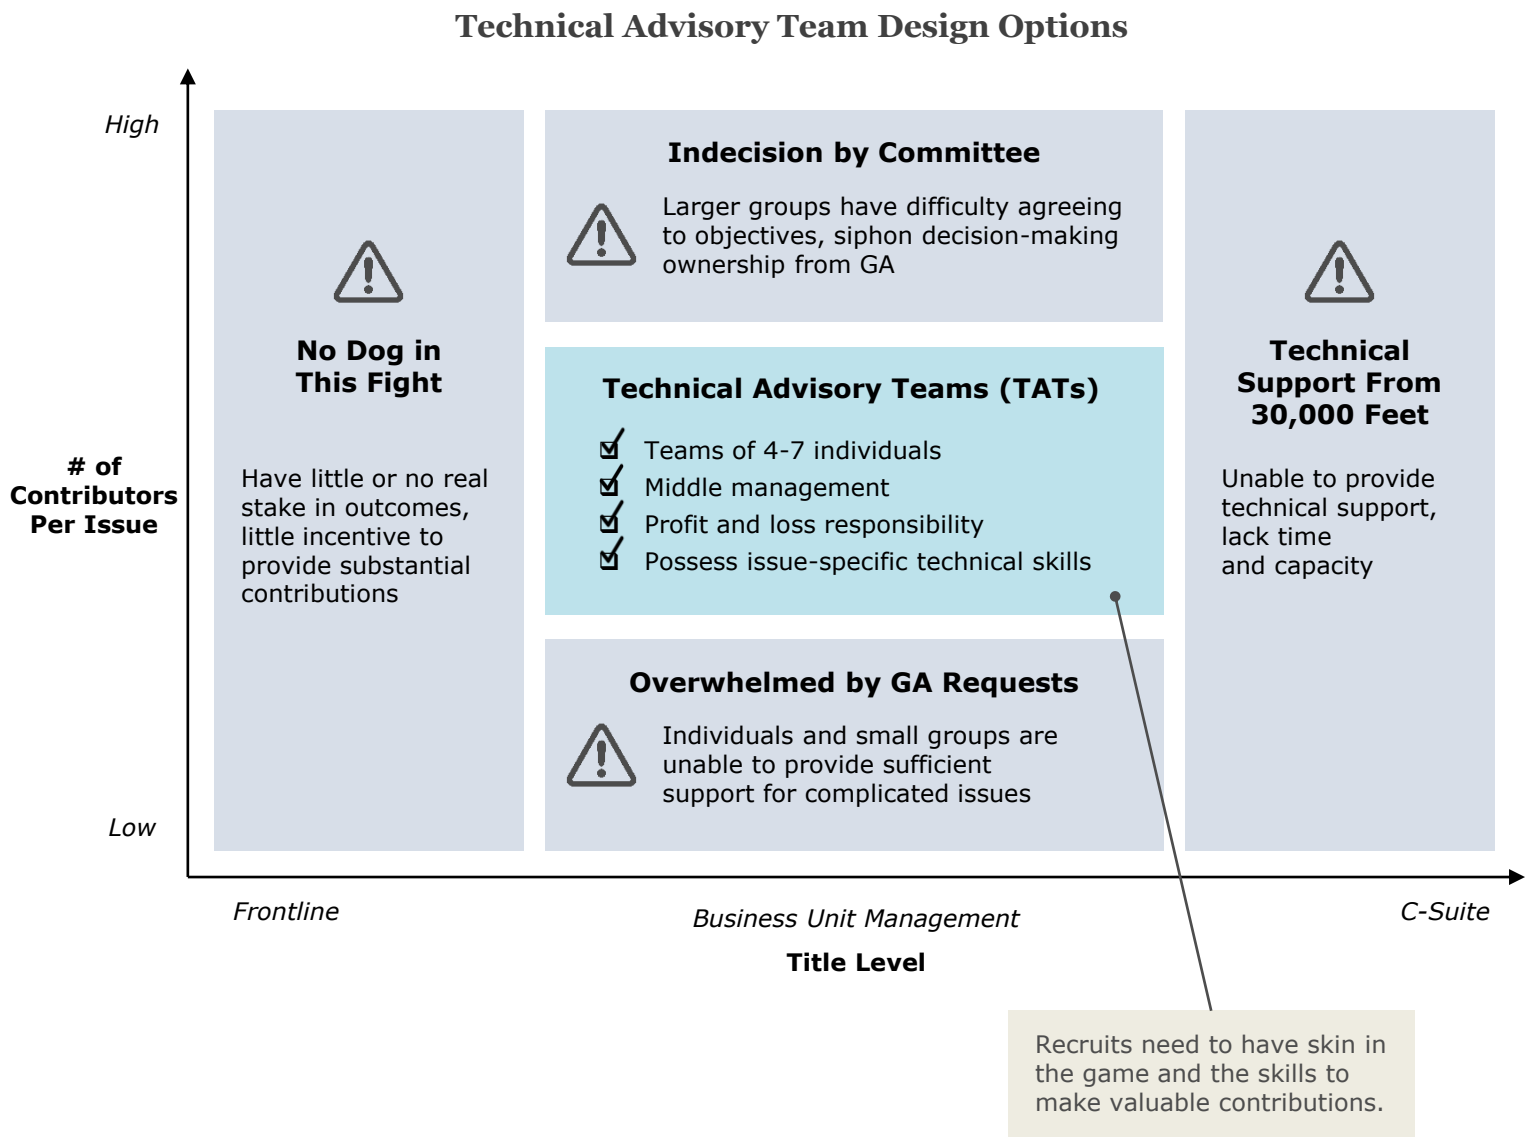 Technical Advisory Team Design Options
High
# of
Contributors
Per Issue
Low
No Dog in
This Fight
Have little or no real
stake in outcomes,
little incentive to
provide substantial
contributions
Indecision by Committee
Larger groups have difficulty agreeing
to objectives, siphon decision-making
ownership from GA
Technical Advisory Teams (TATs)
Teams of 4-7 individuals
Middle management
Profit and loss responsibility
Possess issue-specific technical skills
Overwhelmed by GA Requests
Individuals and small groups are
unable to provide sufficient
support for complicated issues
Technical
Support From
30,000 Feet
Unable to provide
technical support,
lack time
and capacity
Frontline
Business Unit Management
C-Suite
Title Level
Recruits need to have skin in
the game and the skills to
make valuable contributions.